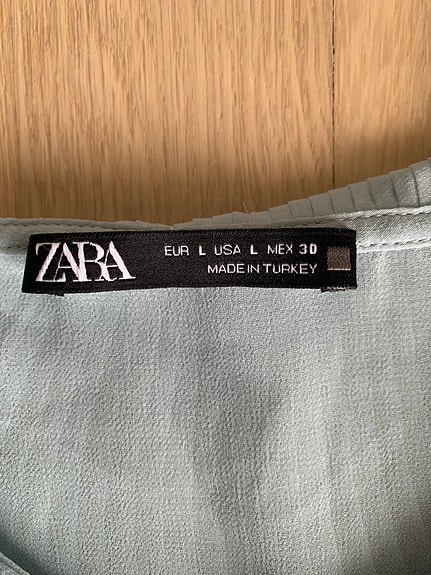 ZARA
EUR L USA L MEX 30
MADE IN TURKEY